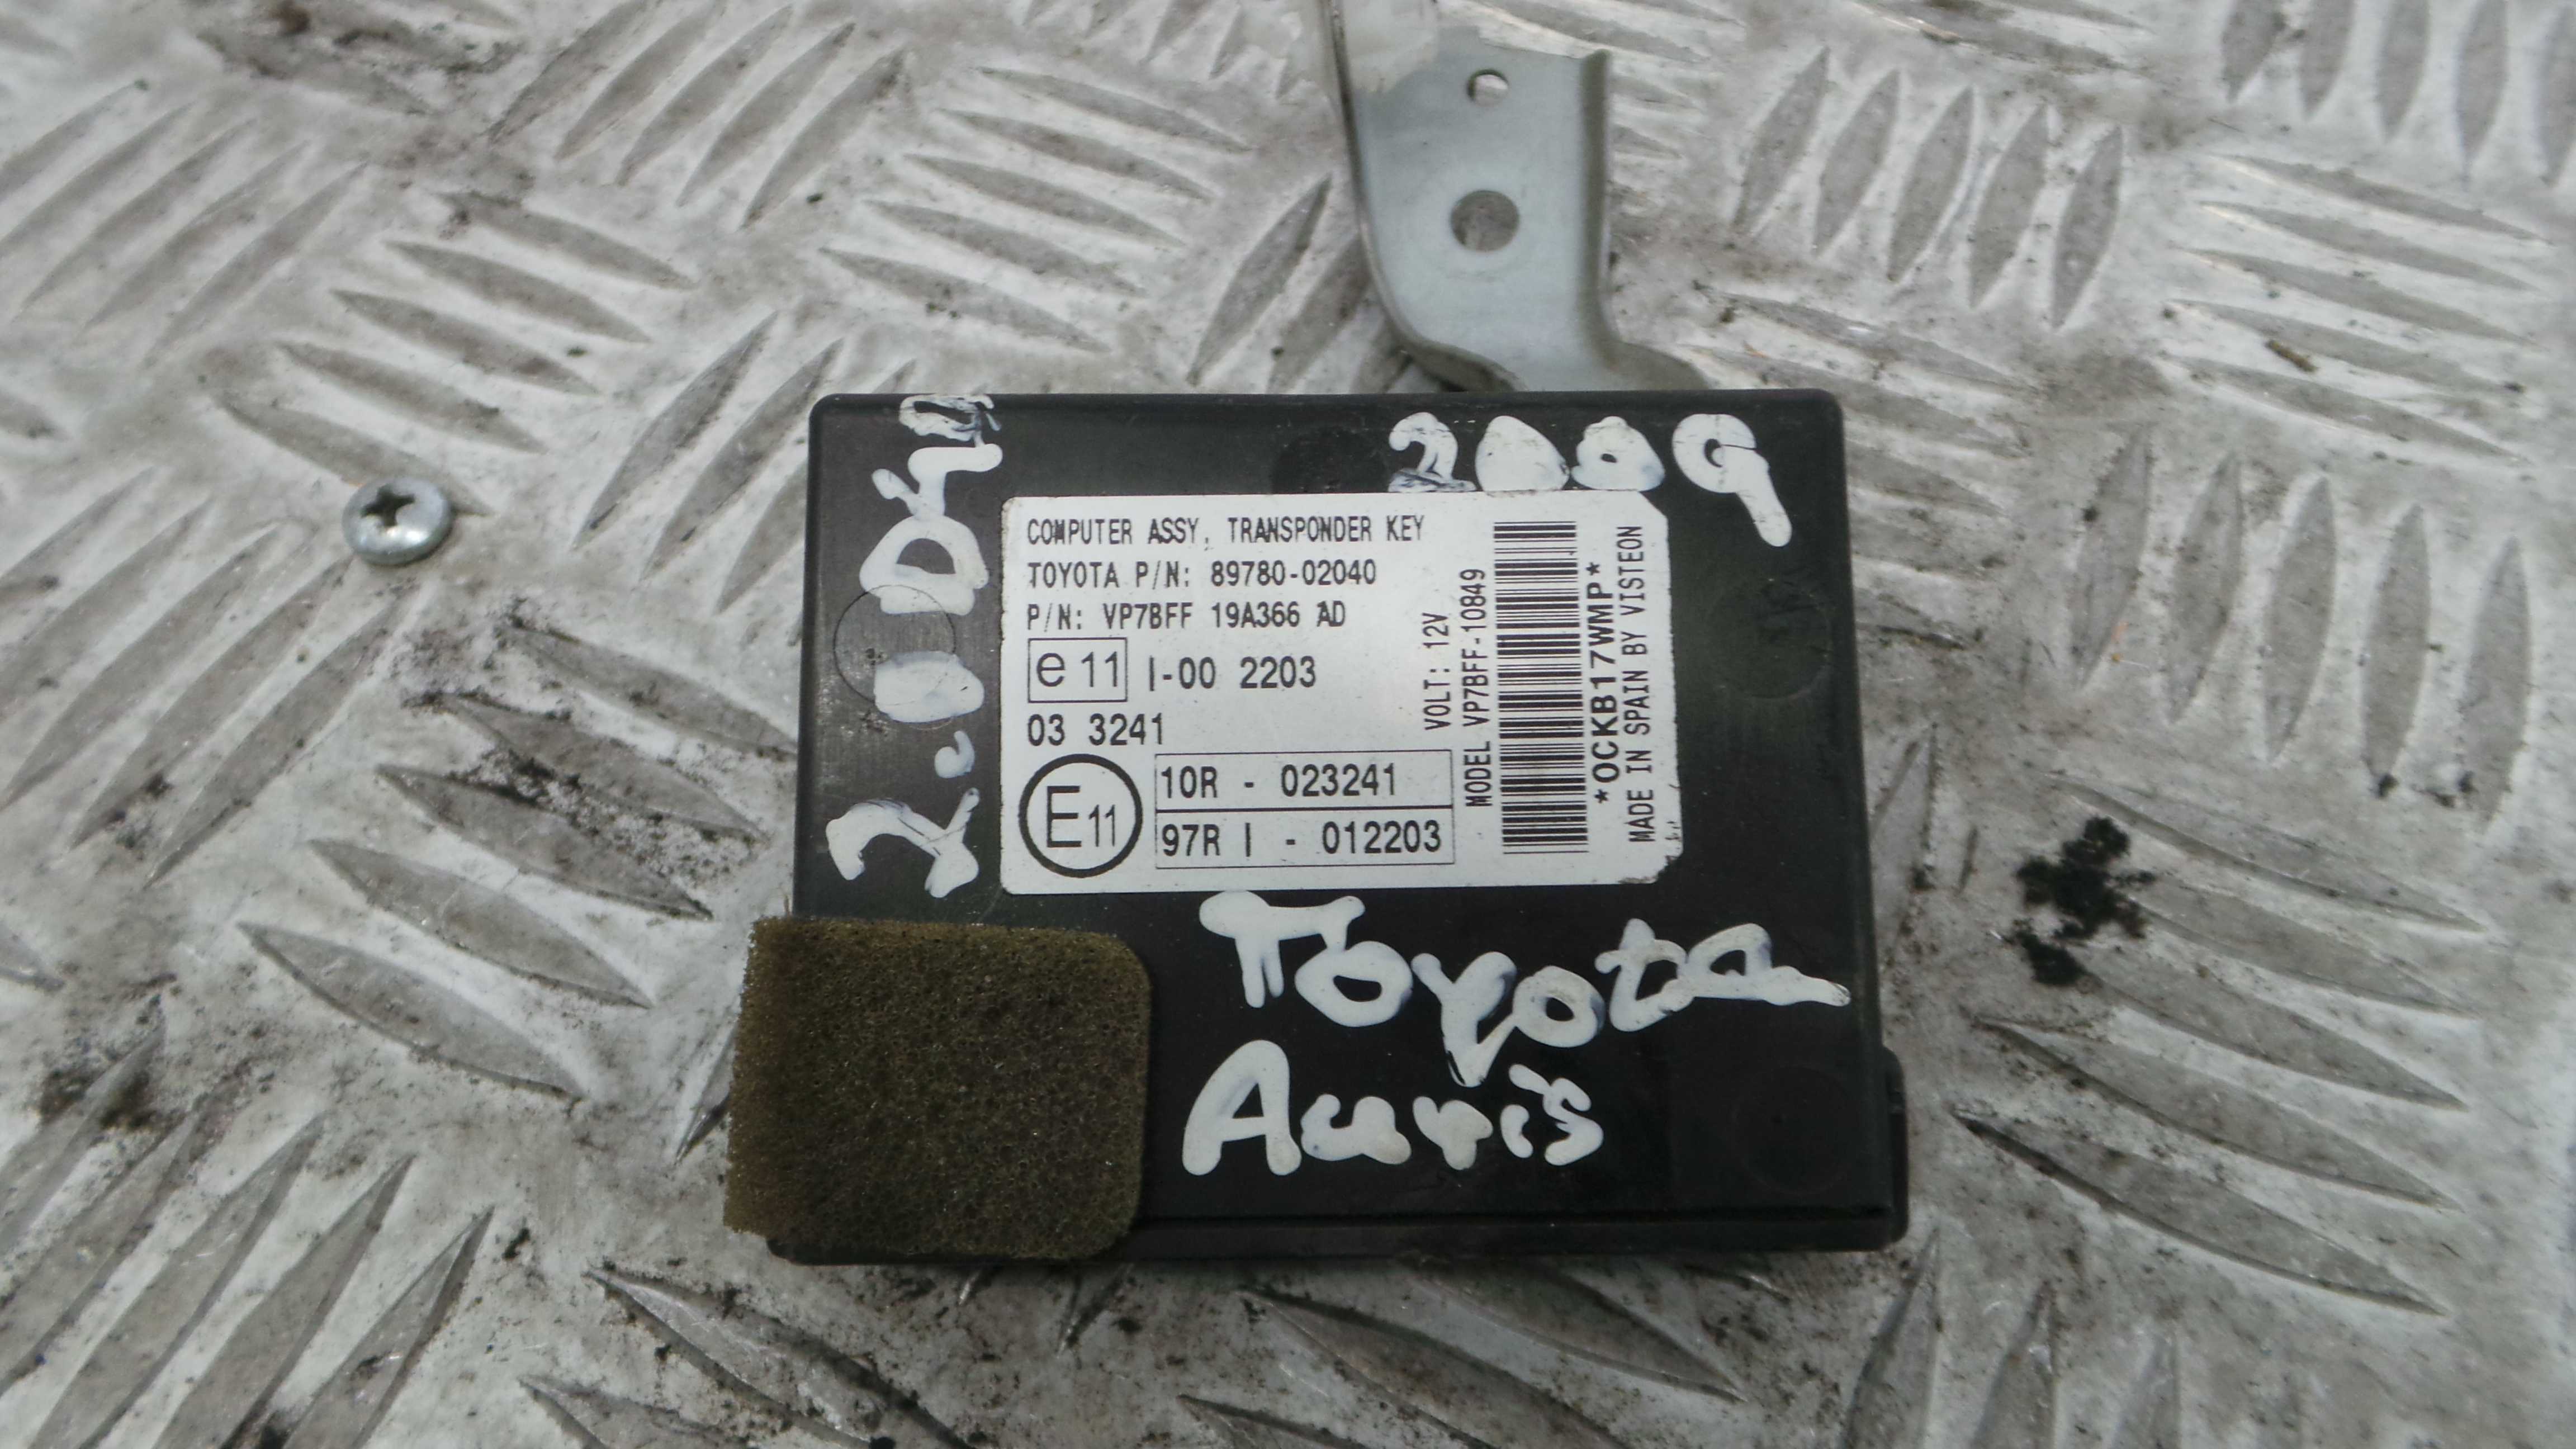 2009
2.0D4d
COMPUTER ASSY, TRANSPONDER KEY
TOYOTA P/N: 89780-02040
P/N: VP7BFF 19A366 AD
e 11 I-00 2203
03 3241
E 11
10R - 023241
97R I - 012203
VOLT: 12V
MODEL VP7BFF-10849
*0CKB17WMP*
MADE IN SPAIN BY VISTEON
Toyota
Auris